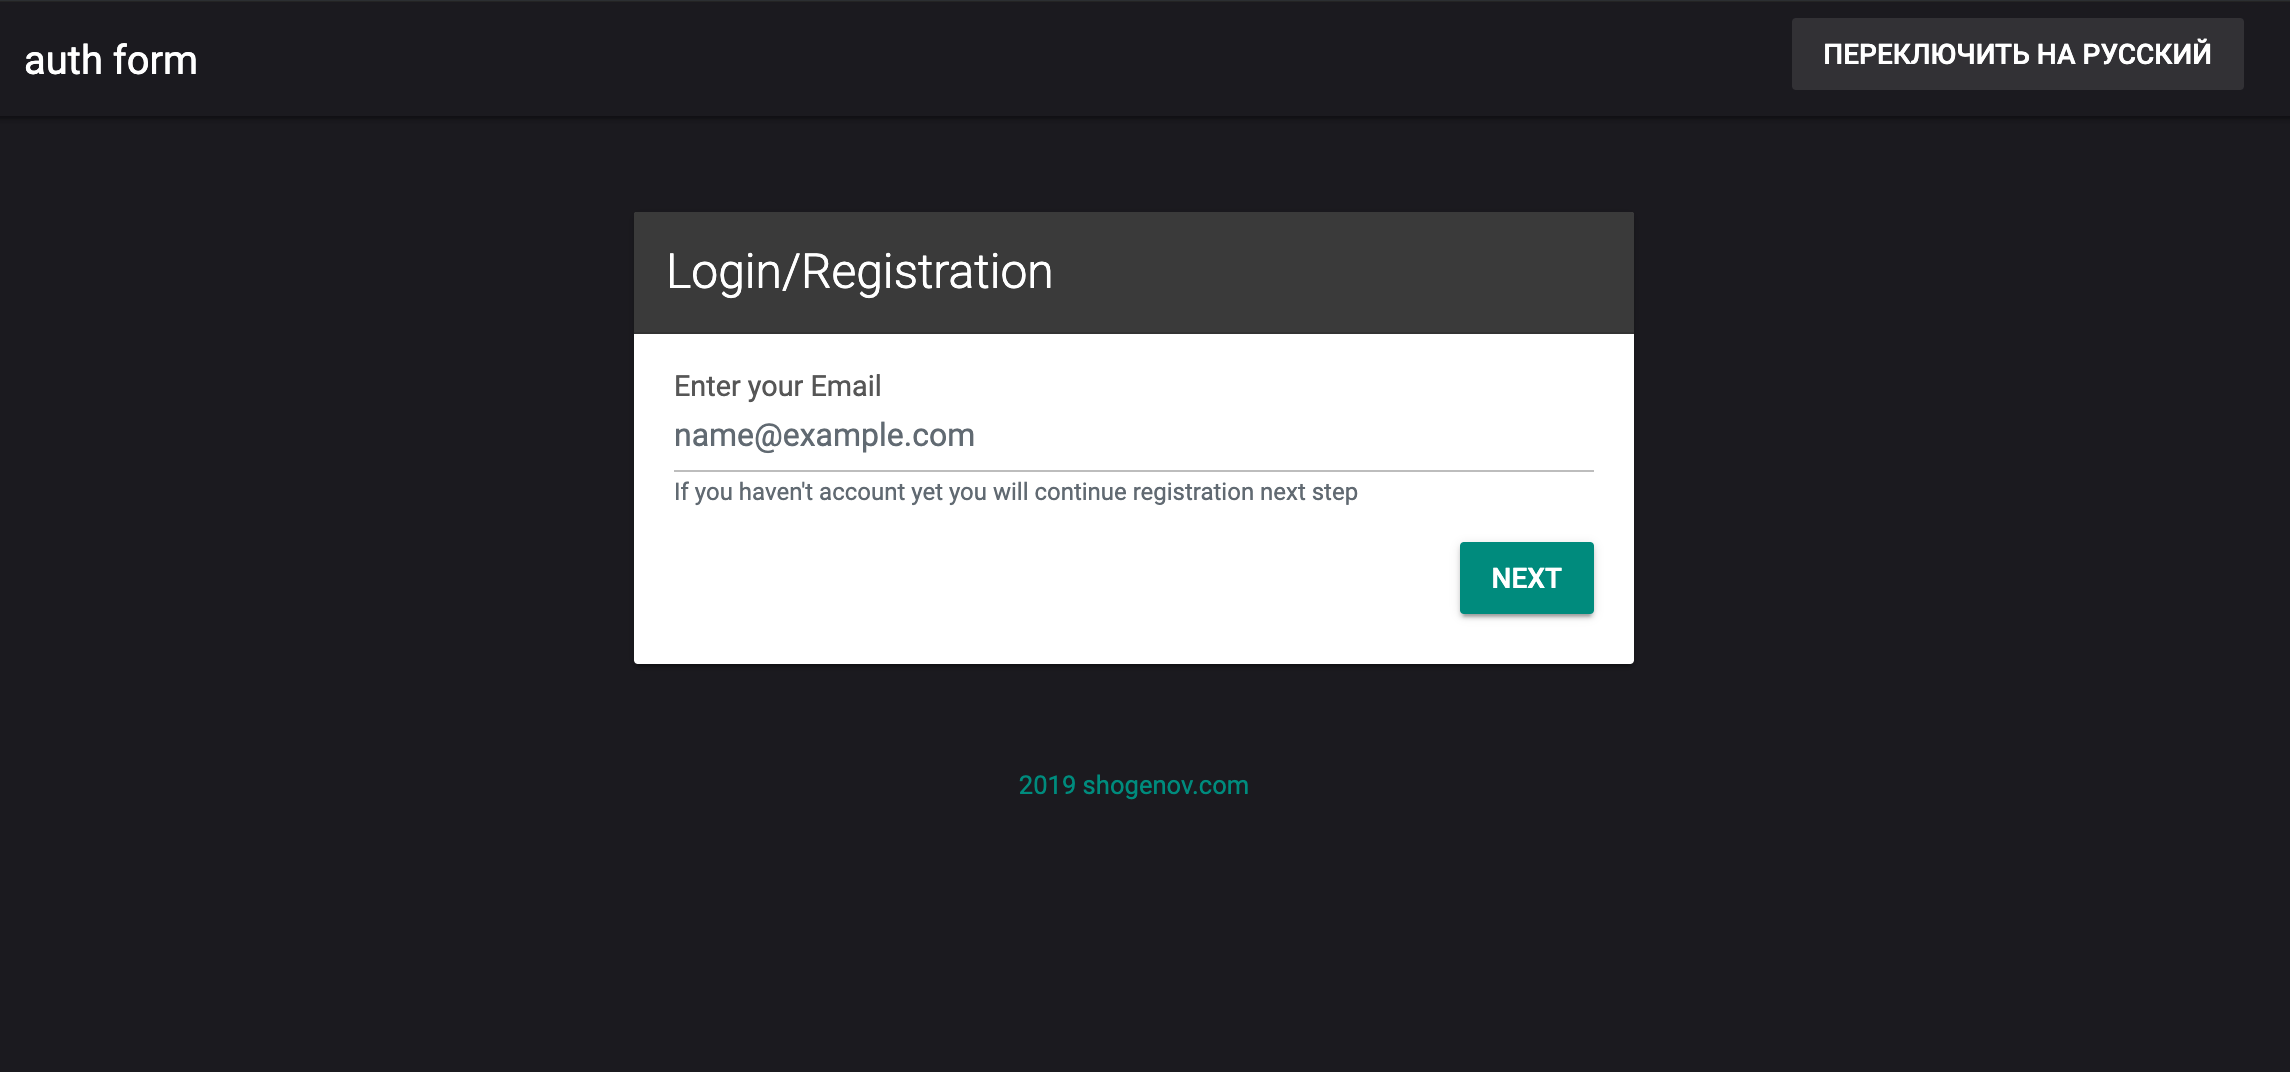 auth form
ПЕРЕКЛЮЧИТЬ НА РУССКИЙ
Login/Registration
Enter your Email
name@example.com
If you haven't account yet you will continue registration next step
NEXT
2019 shogenov.com